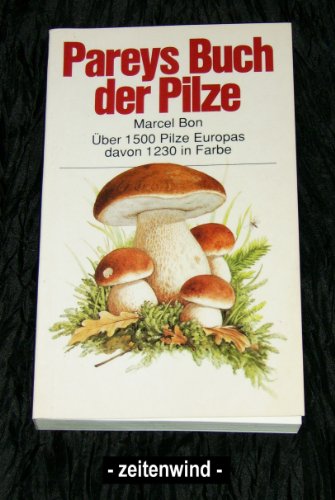 Pareys Buch
der Pilze
Marcel Bon
Über 1500 Pilze Europas
davon 1230 in Farbe
- zeitenwind -